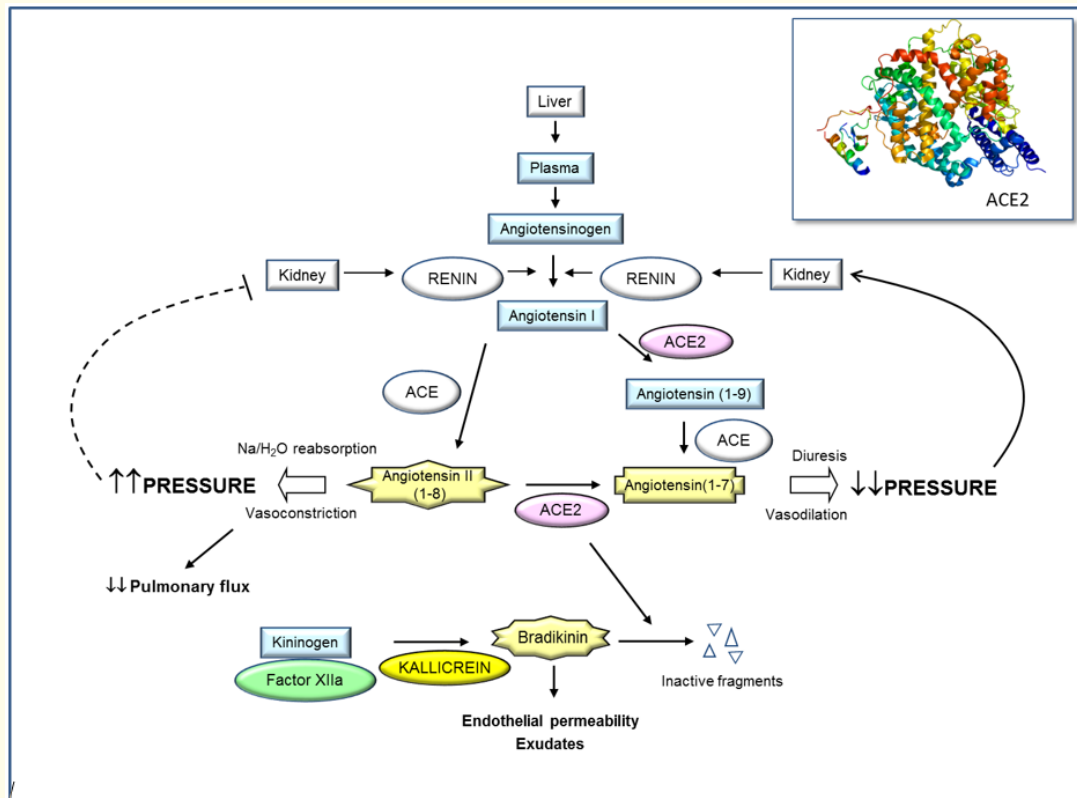 ACE2
Liver
Plasma
Angiotensinogen
Kidney
RENIN
RENIN
Kidney
Angiotensin I
ACE2
ACE
Angiotensin (1-9)
ACE
Na/H₂O reabsorption
↑↑PRESSURE
Vasoconstriction
Angiotensin II
(1-8)
ACE2
Angiotensin(1-7)
Diuresis
↓↓PRESSURE
Vasodilation
↓↓Pulmonary flux
Kininogen
Factor XIIa
KALLICREIN
Bradikinin
Inactive fragments
Endothelial permeability
Exudates
/